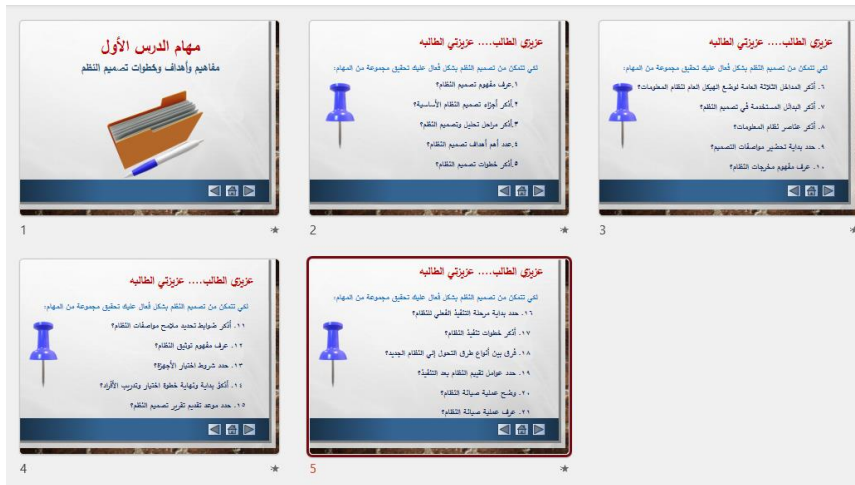 مهام الدرس الأول
مفاهيم وأهداف وخطوات تصميم النظم
1
عزيزي الطالب.... عزيزتي الطالبه
لكي تتمكن من تصميم النظم بشكل فعال عليك تحقيق مجموعة من المهام:
١.عرف مفهوم تصميم النظام؟
٢.أذكر أجزاء تصميم النظام الأساسية؟
٣.أذكر مراحل تحليل وتصميم النظم؟
٤.عدد أهم أهداف تصميم النظام؟
٥.أذكر خطوات تصميم النظام؟
2
عزيزي الطالب.... عزيزتي الطالبه
لكي تتمكن من تصميم النظم بشكل فعال عليك تحقيق مجموعة من المهام:
٦. أذكر المداخل الثلاثة العامة لوضع الهيكل العام لنظام المعلومات؟
٧. أذكر البدائل المستخدمة في تصميم النظم؟
٨. أذكر عناصر نظام المعلومات؟
٩. حدد بداية تحضير مواصفات التصميم؟
١٠. عرف مفهوم مخرجات النظام؟
3
عزيزي الطالب.... عزيزتي الطالبه
لكي تتمكن من تصميم النظم بشكل فعال عليك تحقيق مجموعة من المهام:
١١. أذكر ضوابط تحديد ملامح مواصفات النظام؟
١٢. عرف مفهوم توثيق النظام؟
١٣. حدد شروط اختيار الأجهزة؟
١٤. أذكر بداية ونهاية خطوة اختيار وتدريب الأفراد؟
١٥. حدد موعد تقديم تقرير تصميم النظم؟
4
عزيزي الطالب.... عزيزتي الطالبه
لكي تتمكن من تصميم النظم بشكل فعال عليك تحقيق مجموعة من المهام:
١٦. حدد بداية مرحلة التنفيذ الفعلي للنظام؟
١٧. أذكر خطوات تنفيذ النظام؟
١٨. فرق بين أنواع طرق التحول إلي النظام الجديد؟
١٩. حدد عوامل تقييم النظام بعد التنفيذ؟
٢٠. وضح عملية صيانة النظام؟
٢١. عرف عملية صيانة النظام؟
5